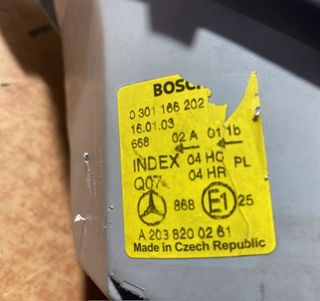 BOSCH
0 301 166 202
16.01.03
668 02 A 01 1b
INDEX 04 HC PL
Q07 04 HR
868 E1 25
A 203 820 02 61
Made in Czech Republic